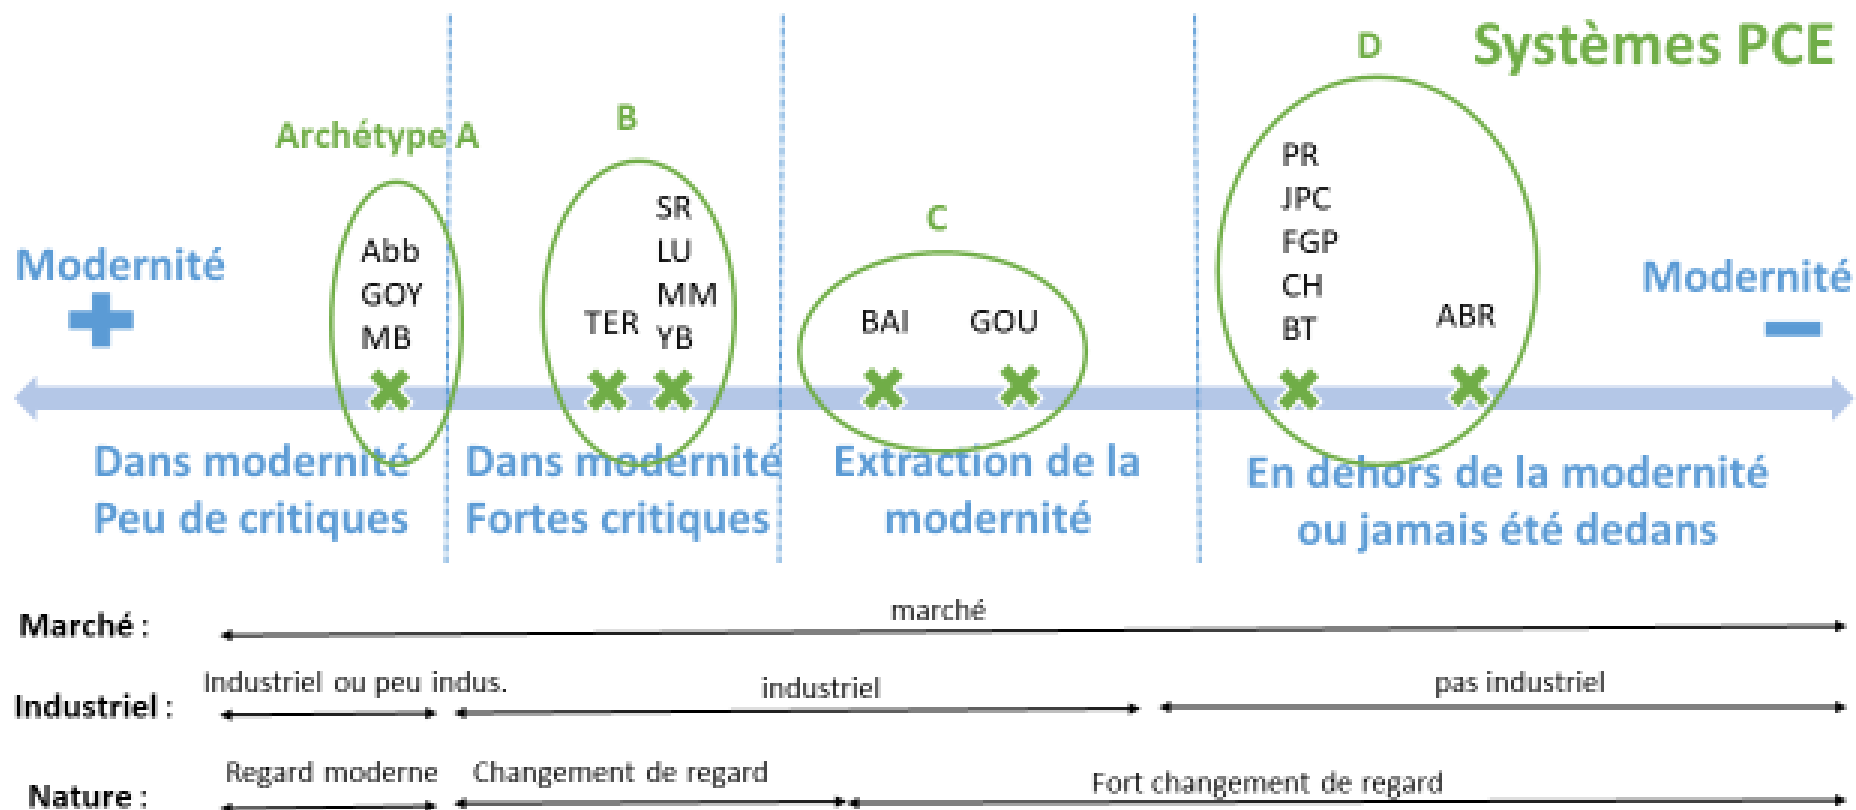 Systèmes PCE
Archétype A
B
C
D
Modernité
Abb
GOY
MB
TER
SR
LU
MM
YB
BAI
GOU
PR
JPC
FGP
CH
BT
ABR
Modernité
Dans modernité
Peu de critiques
Dans modernité
Fortes critiques
Extraction de la
modernité
En dehors de la modernité
ou jamais été dedans
Marché :
marché
Industriel :
Industriel ou peu indus.
industriel
pas industriel
Nature :
Regard moderne
Changement de regard
Fort changement de regard